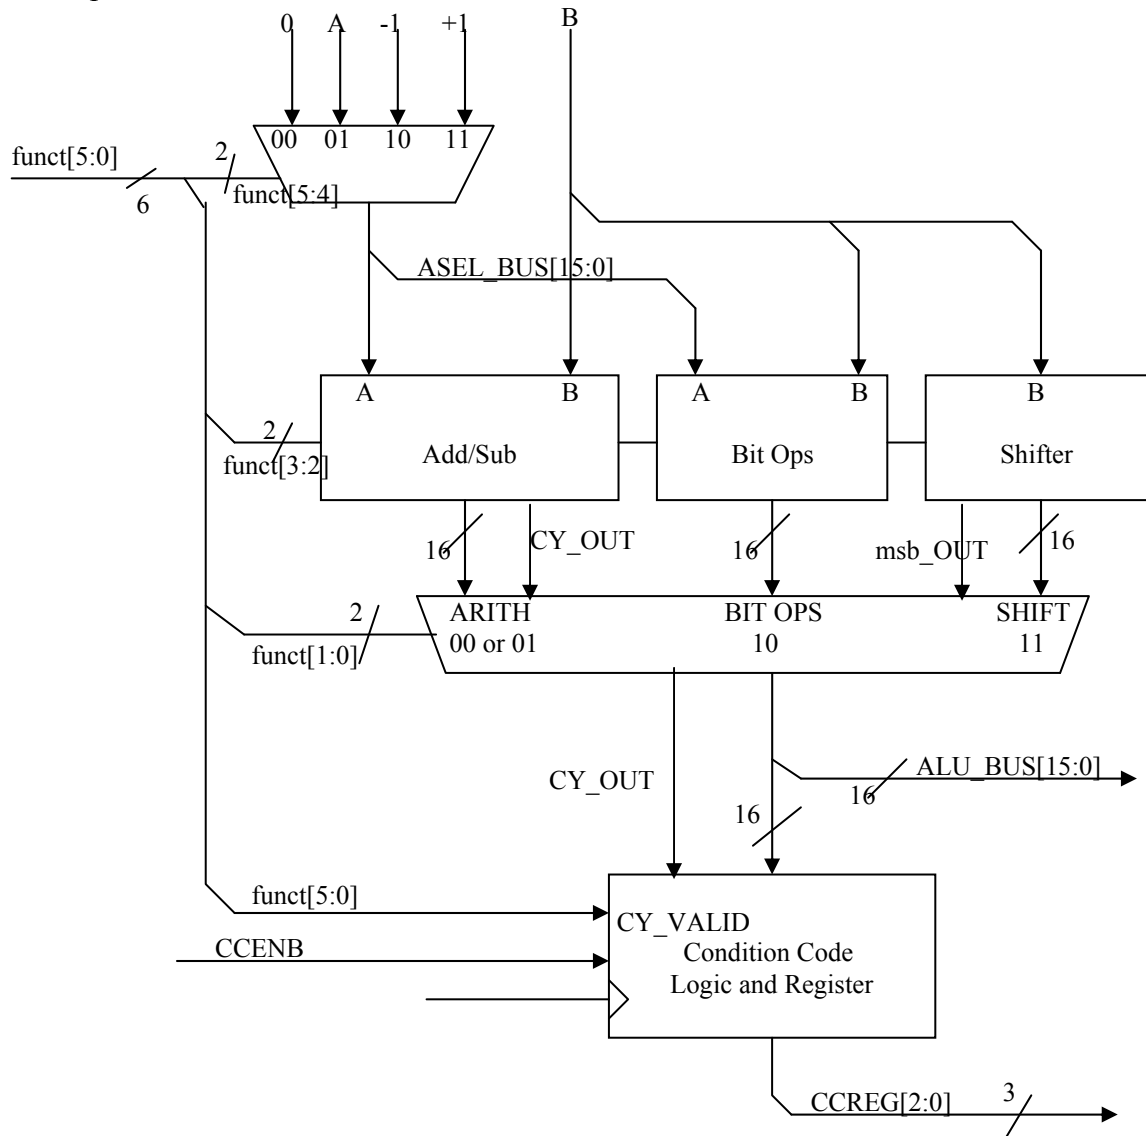 0 A -1 +1 B
00 01 10 11
funct[5:0] 2
6 funct[5:4]
ASEL_BUS[15:0]
A B A B B
2
funct[3:2] Add/Sub Bit Ops Shifter
16 CY_OUT 16 msb_OUT 16
2 ARITH BIT OPS SHIFT
funct[1:0] 00 or 01 10 11
CY_OUT ALU_BUS[15:0]
16 16
funct[5:0]
CY_VALID
CCENB Condition Code
Logic and Register
CCREG[2:0] 3